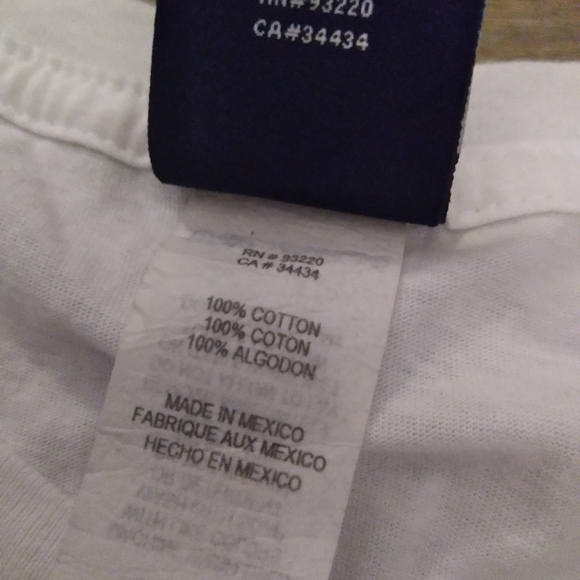 RN#93220
CA#34434
RN # 93220
CA # 34434
100% COTTON
100% COTON
100% ALGODON
MADE IN MEXICO
FABRIQUE AUX MEXICO
HECHO EN MEXICO